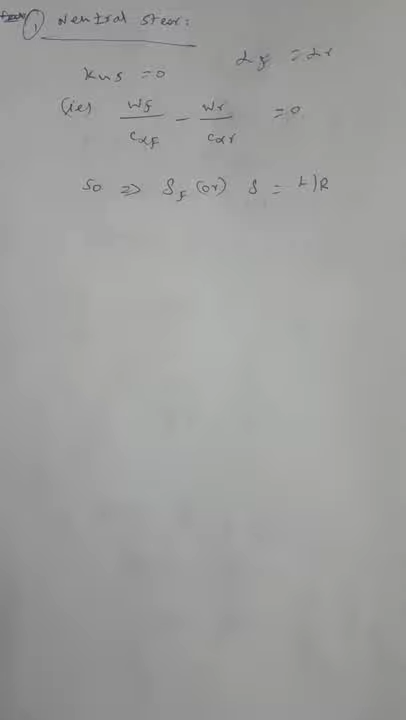 ① Neutral Steer:
αf = αr
Kus = 0
(ie) Wf/Cαf - Wr/Cαr = 0
So ⇒ δf (or) δ = L/R